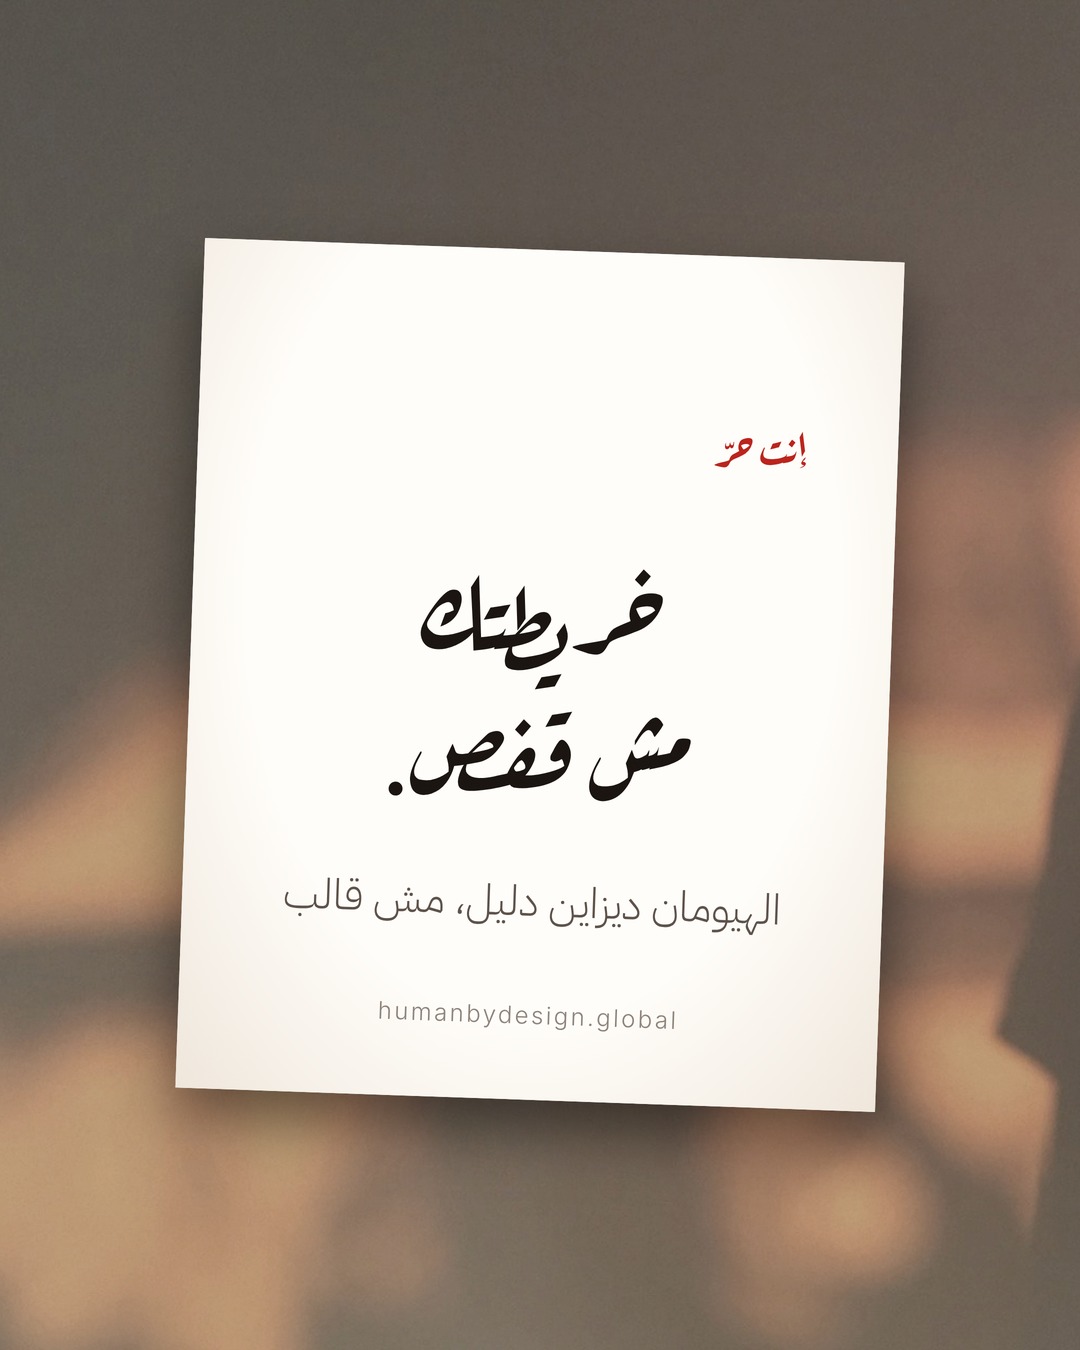 إنت حرّ
خريطتك
مش قفص.
الهيومان ديزاين دليل، مش قالب
humanbydesign.global